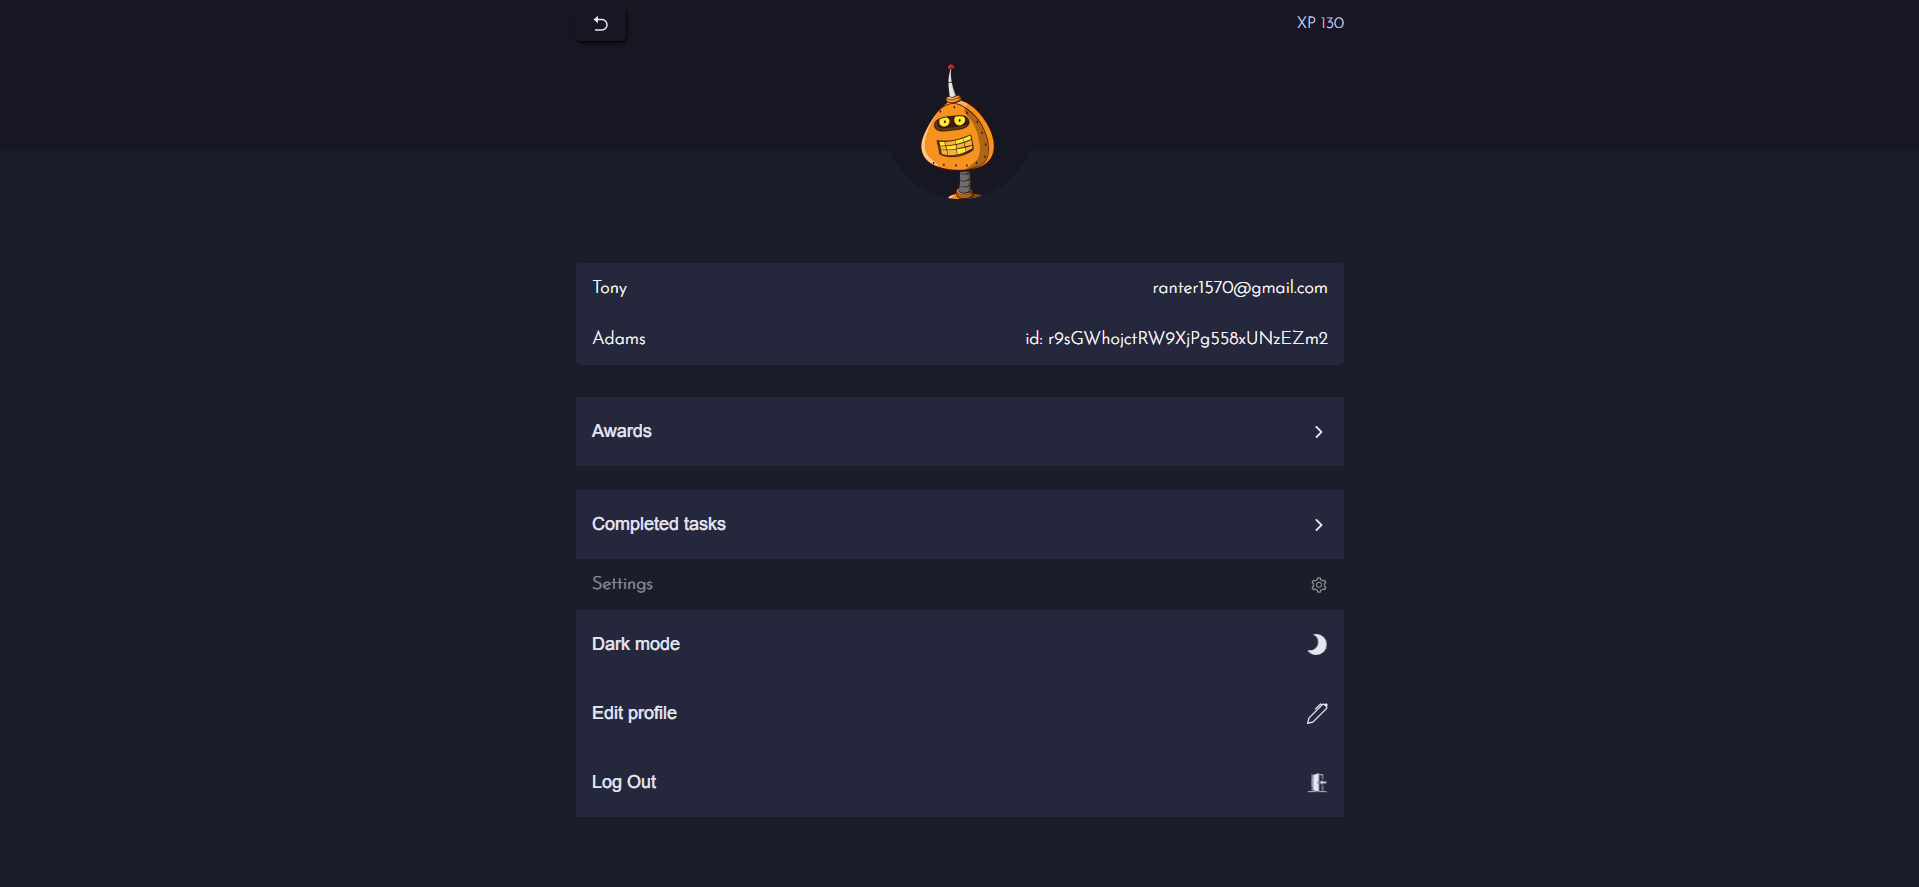 XP 130
Tony
ranter1570@gmail.com
Adams
id: r9sGWhojctRW9XjPg558xUNzEZm2
Awards
Completed tasks
Settings
Dark mode
Edit profile
Log Out